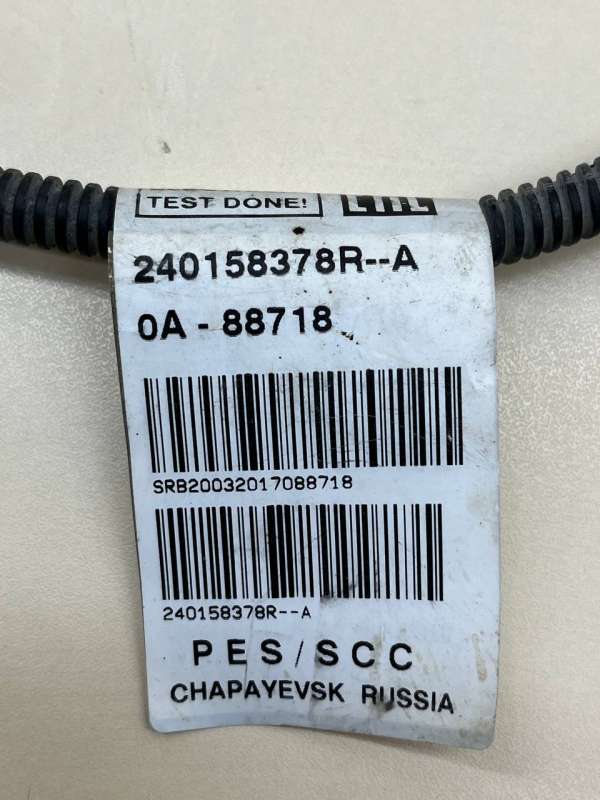 TEST DONE!
240158378R--A
0A - 88718
SRB20032017088718
240158378R--A
PES/SCC
CHAPAYEVSK RUSSIA